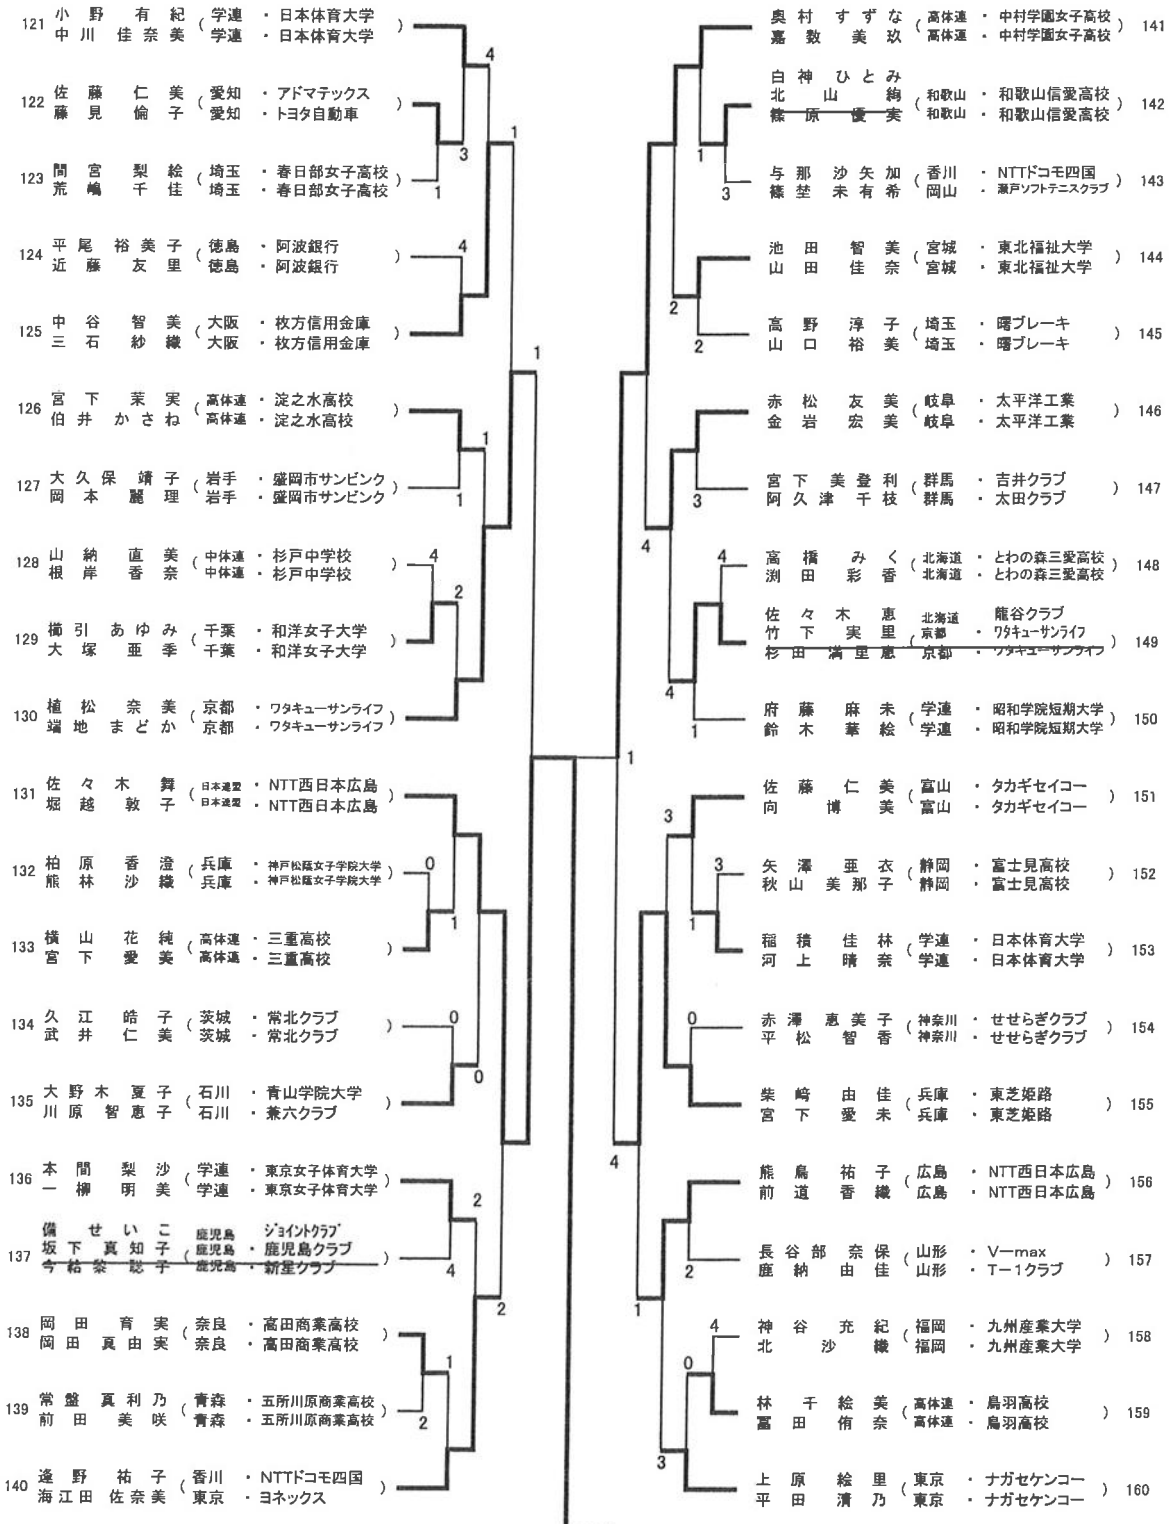 121 小野有紀 (学連・日本体育大学)
中川佳奈美 学連・日本体育大学
4
122 佐藤仁美 (愛知・アドマテックス)
藤見倫子 愛知・トヨタ自動車
1
3
123 間宮梨絵 (埼玉・春日部女子高校)
荒嶋千佳 埼玉・春日部女子高校
1
124 平尾裕美子 (徳島・阿波銀行)
近藤友里 徳島・阿波銀行
4
125 中谷智美 (大阪・枚方信用金庫)
三石紗織 大阪・枚方信用金庫
1
126 宮下茉実 (高体連・淀之水高校)
伯井かさね 高体連・淀之水高校
1
127 大久保靖子 (岩手・盛岡市サンビンク)
岡本麗理 岩手・盛岡市サンビンク
1
128 山納直美 (中体連・杉戸中学校)
根岸香奈 中体連・杉戸中学校
4
2
129 櫛引あゆみ (千葉・和洋女子大学)
大塚亜季 千葉・和洋女子大学
130 植松奈美 (京都・ワタキューサンライフ)
端地まどか 京都・ワタキューサンライフ
131 佐々木舞 (日本連盟・NTT西日本広島)
堀越敦子 日本連盟・NTT西日本広島
132 柏原香澄 (兵庫・神戸松蔭女子学院大学)
熊林沙織 兵庫・神戸松蔭女子学院大学
0
1
133 横山花純 (高体連・三重高校)
宮下愛美 高体連・三重高校
134 久江皓子 (茨城・常北クラブ)
武井仁美 茨城・常北クラブ
0
0
135 大野木夏子 (石川・青山学院大学)
川原智恵子 石川・兼六クラブ
136 本間梨沙 (学連・東京女子体育大学)
一柳明美 学連・東京女子体育大学
2
備せいこ 鹿児島 ジョイントクラブ
137 坂下真知子 (鹿児島・鹿児島クラブ)
今給黎聡子 鹿児島・新星クラブ
4
2
138 岡田育実 (奈良・高田商業高校)
岡田真由実 奈良・高田商業高校
1
139 常盤真利乃 (青森・五所川原商業高校)
前田美咲 青森・五所川原商業高校
2
140 逢野祐子 (香川・NTTドコモ四国)
海江田佐奈美 東京・ヨネックス
奥村すずな (高体連・中村学園女子高校) 141
嘉数美玖 高体連・中村学園女子高校
白神ひとみ
北山絢 (和歌山・和歌山信愛高校) 142
篠原優実 和歌山・和歌山信愛高校
1
与那沙矢加 (香川・NTTドコモ四国) 143
篠埜未有希 岡山・瀬戸ソフトテニスクラブ
3
池田智美 (宮城・東北福祉大学) 144
山田佳奈 宮城・東北福祉大学
2
高野淳子 (埼玉・曙ブレーキ) 145
山口裕美 埼玉・曙ブレーキ
2
赤松友美 (岐阜・太平洋工業) 146
金岩宏美 岐阜・太平洋工業
宮下美登利 (群馬・吉井クラブ) 147
阿久津千枝 群馬・太田クラブ
3
4
高橋みく (北海道・とわの森三愛高校) 148
渕田彩香 北海道・とわの森三愛高校
4
佐々木恵 北海道 龍谷クラブ
竹下実里 (京都・ワタキューサンライフ) 149
杉田満里恵 京都・ワタキューサンライフ
4
府藤麻未 (学連・昭和学院短期大学) 150
鈴木華絵 学連・昭和学院短期大学
1
1
佐藤仁美 (富山・タカギセイコー) 151
向博美 富山・タカギセイコー
3
矢澤亜衣 (静岡・富士見高校) 152
秋山美那子 静岡・富士見高校
3
1
稲積佳林 (学連・日本体育大学) 153
河上晴奈 学連・日本体育大学
赤澤恵美子 (神奈川・せせらぎクラブ) 154
平松智香 神奈川・せせらぎクラブ
0
柴﨑由佳 (兵庫・東芝姫路) 155
宮下愛未 兵庫・東芝姫路
4
熊鳥祐子 (広島・NTT西日本広島) 156
前道香織 広島・NTT西日本広島
長谷部奈保 (山形・V－max) 157
鹿納由佳 山形・T－1クラブ
2
1
神谷充紀 (福岡・九州産業大学) 158
北沙織 福岡・九州産業大学
4
0
林千絵美 (高体連・鳥羽高校) 159
冨田侑奈 高体連・鳥羽高校
3
上原絵里 (東京・ナガセケンコー) 160
平田清乃 東京・ナガセケンコー